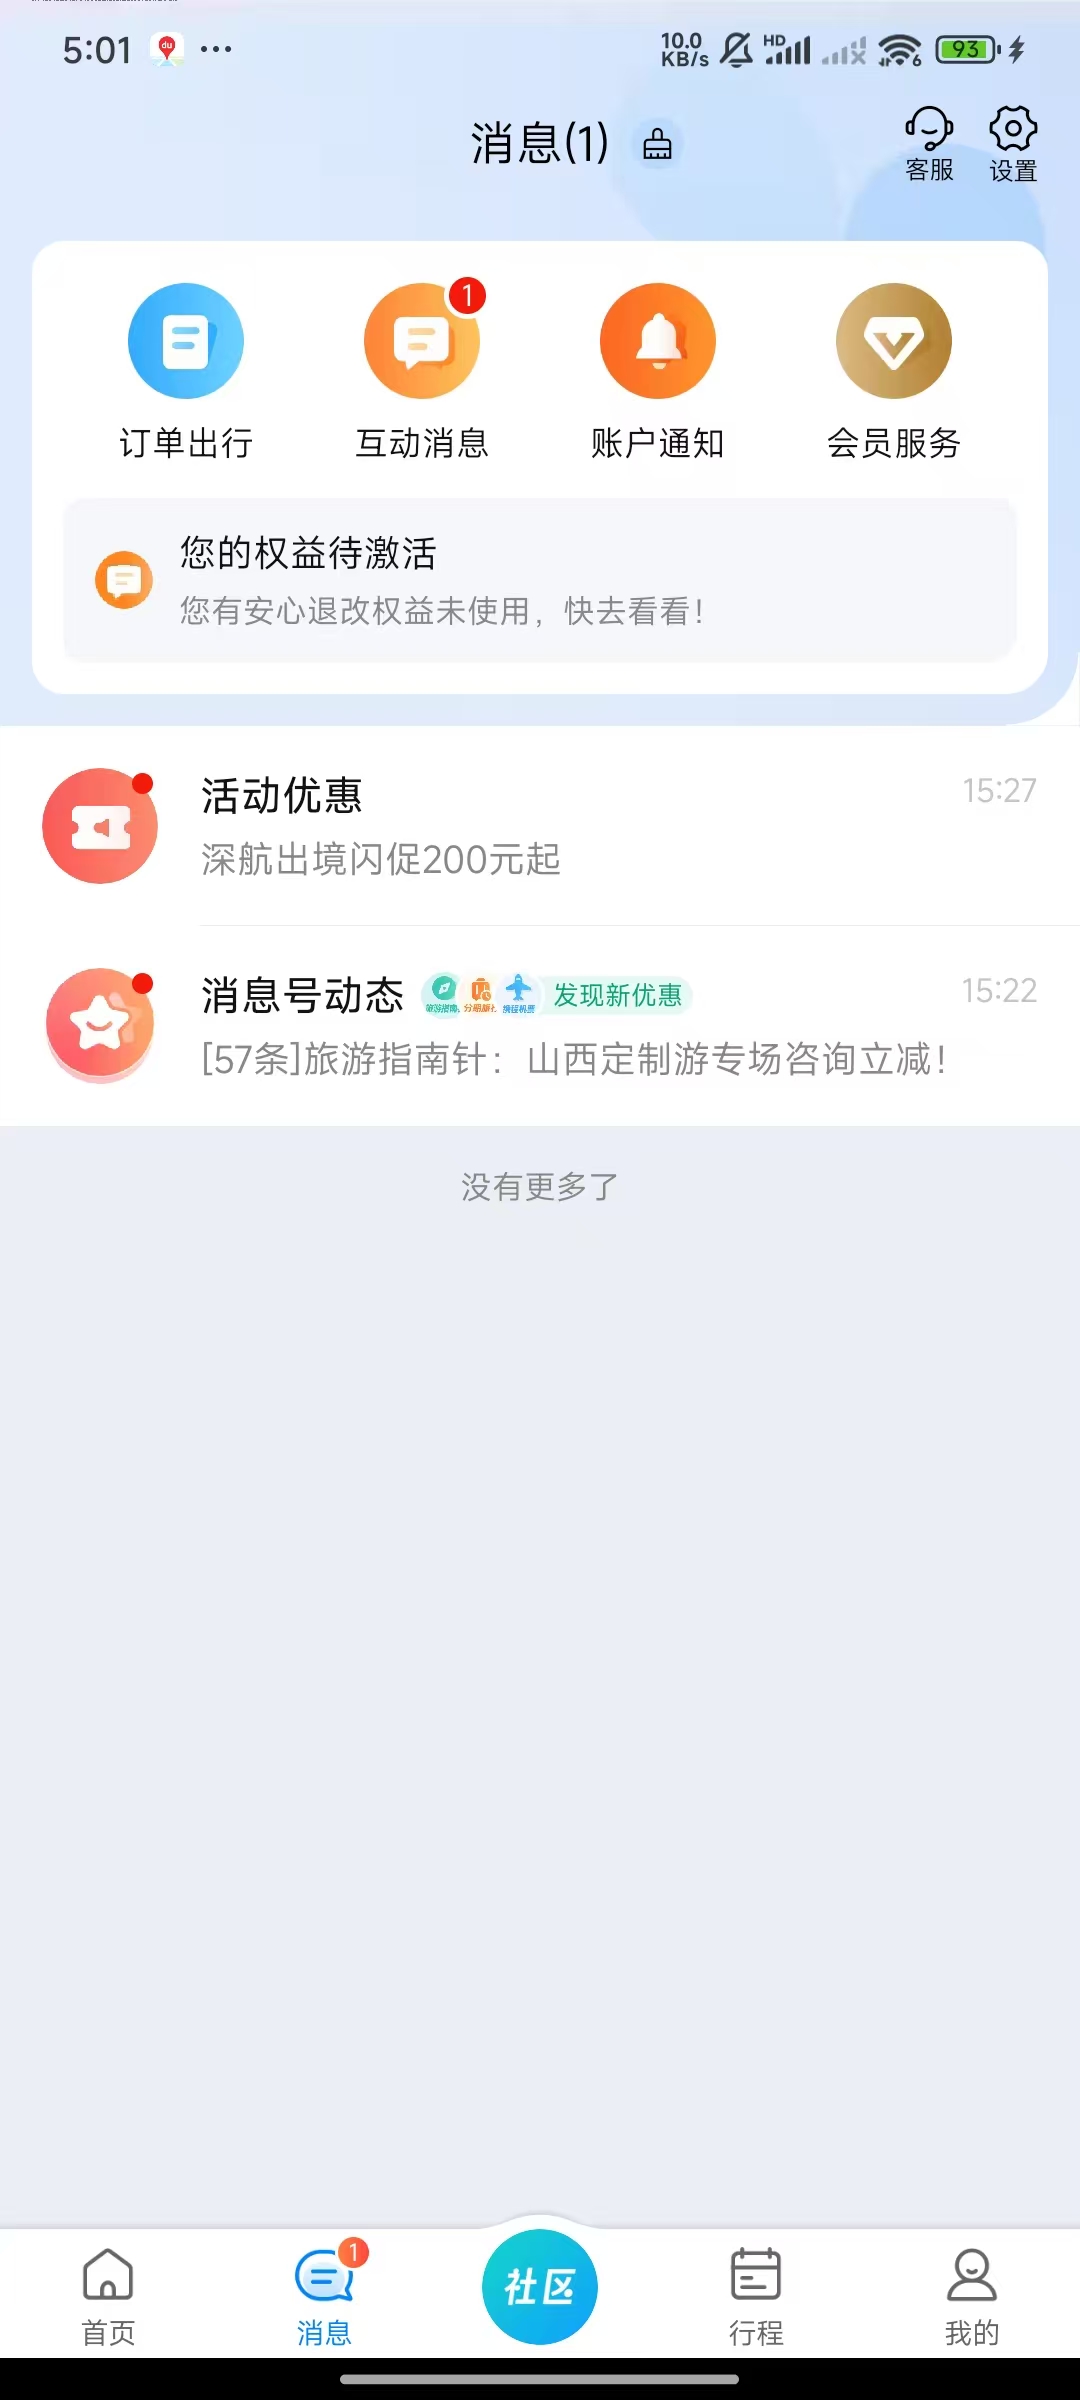 5:01
du
10.0
KB/s
HD
6
93
消息(1)
客服
设置
1
订单出行
互动消息
账户通知
会员服务
您的权益待激活
您有安心退改权益未使用，快去看看！
活动优惠
15:27
深航出境闪促200元起
消息号动态
发现新优惠
15:22
[57条]旅游指南针：山西定制游专场咨询立减！
没有更多了
1
首页
消息
社区
行程
我的